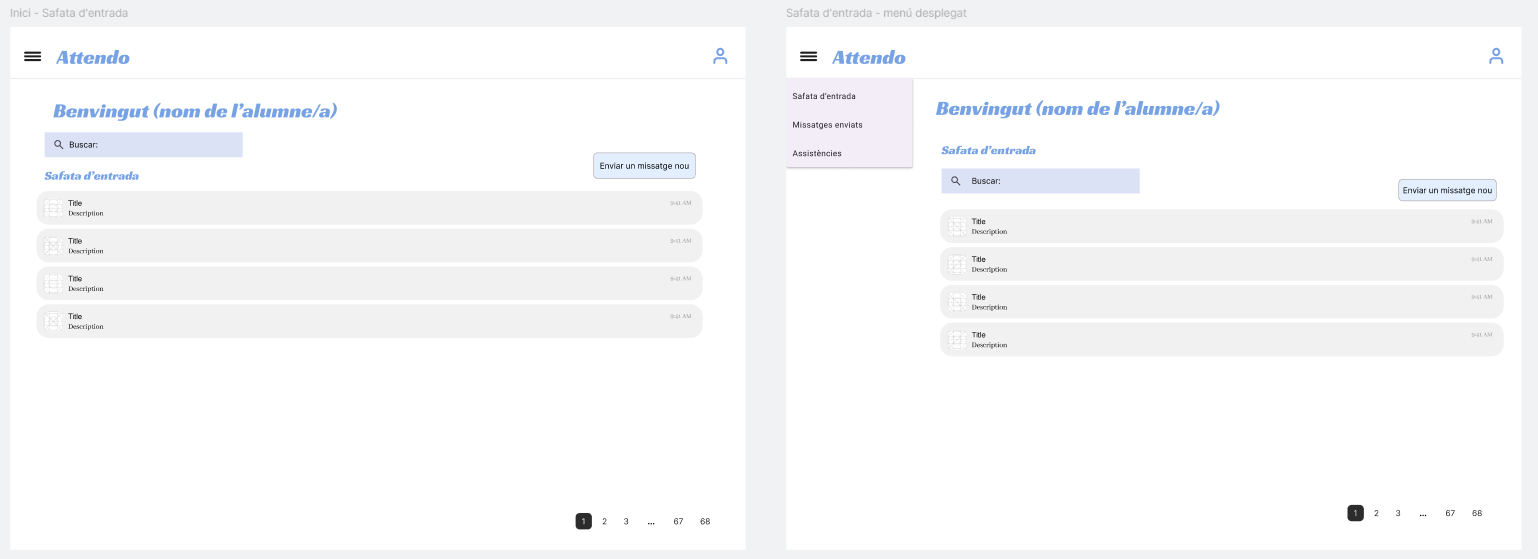 Inici - Safata d'entrada
Attendo
Benvingut (nom de l'alumne/a)
Buscar:
Enviar un missatge nou
Safata d'entrada
Title
Description
9:41 AM
Title
Description
9:41 AM
Title
Description
9:41 AM
Title
Description
9:41 AM
1 2 3 ... 67 68
Safata d'entrada - menú desplegat
Attendo
Safata d'entrada
Missatges enviats
Assistències
Benvingut (nom de l'alumne/a)
Safata d'entrada
Buscar:
Enviar un missatge nou
Title
Description
9:41 AM
Title
Description
9:41 AM
Title
Description
9:41 AM
Title
Description
9:41 AM
1 2 3 ... 67 68